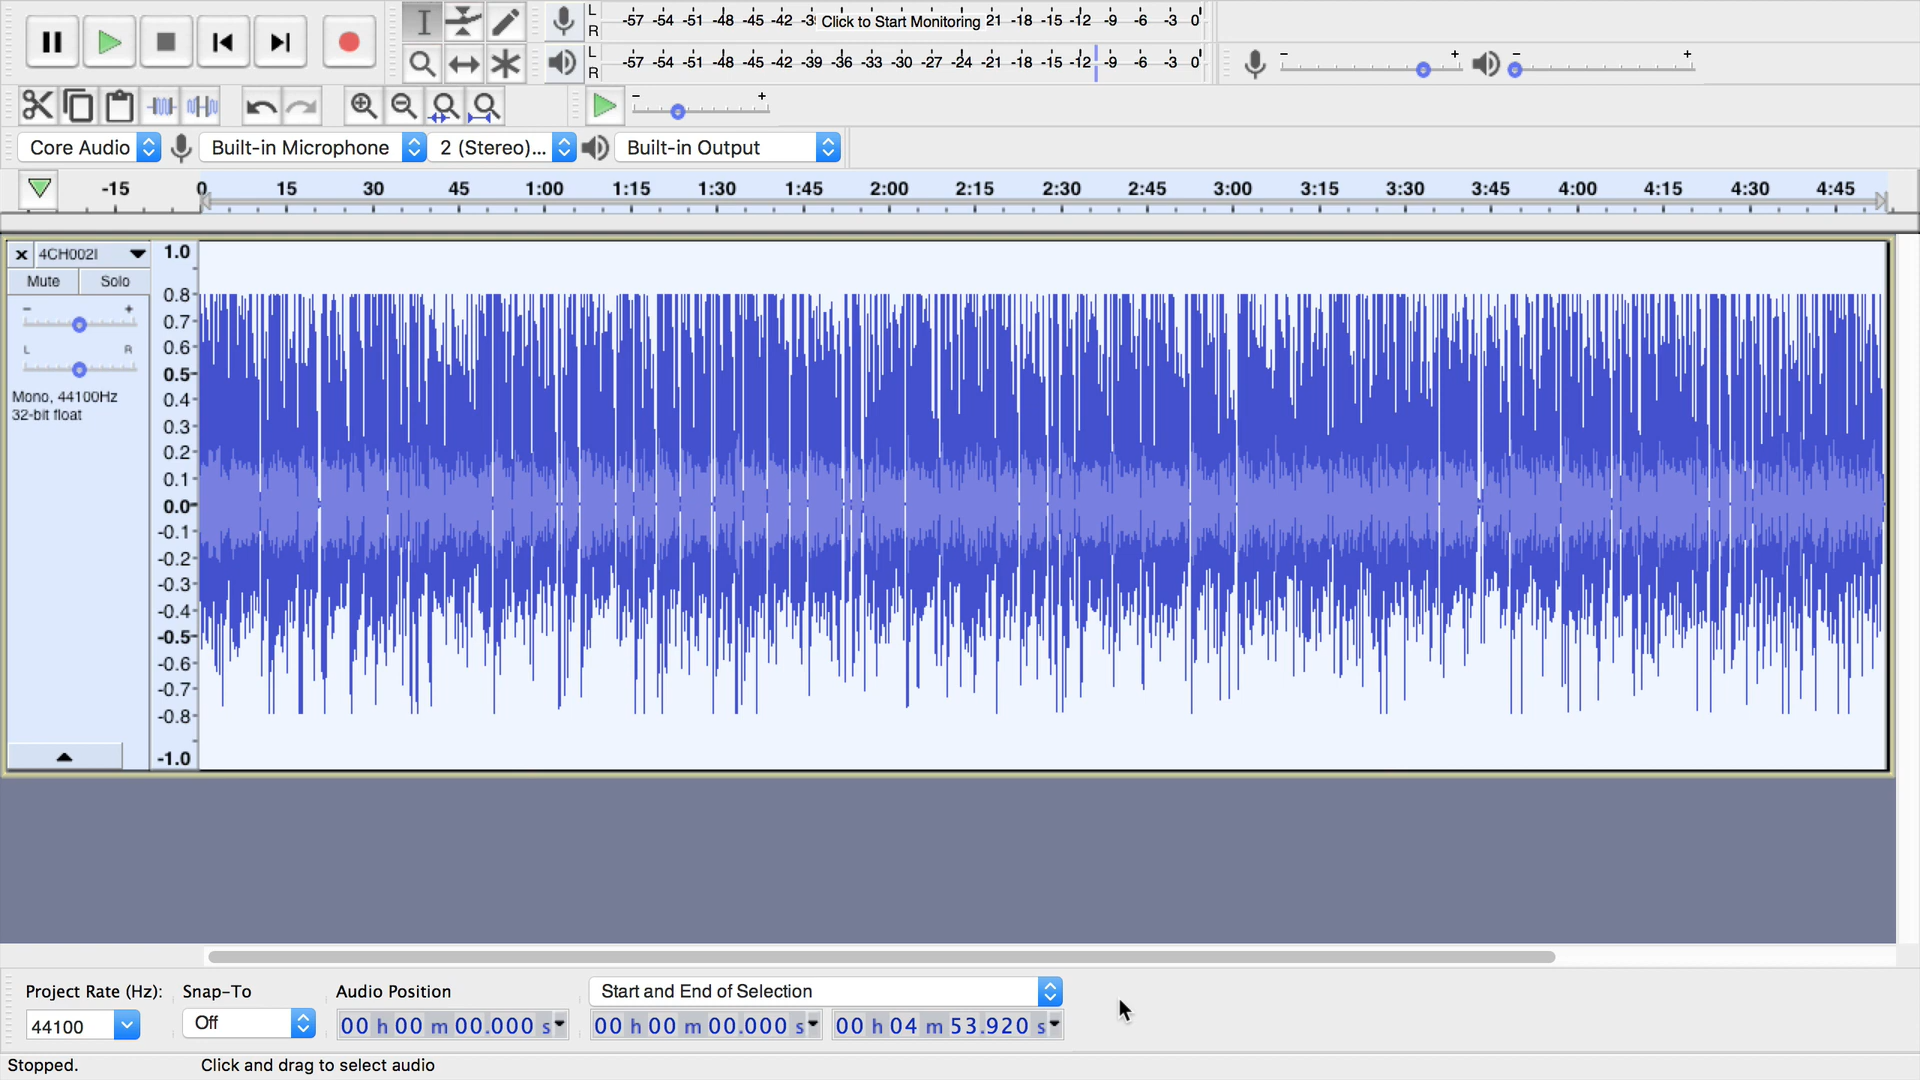 L
R
-57 -54 -51 -48 -45 -42 -3 Click to Start Monitoring 21 -18 -15 -12 -9 -6 -3 0
L
R
-57 -54 -51 -48 -45 -42 -39 -36 -33 -30 -27 -24 -21 -18 -15 -12 -9 -6 -3 0
- +
- +
- +
Core Audio
Built-in Microphone
2 (Stereo)...
Built-in Output
-15 0 15 30 45 1:00 1:15 1:30 1:45 2:00 2:15 2:30 2:45 3:00 3:15 3:30 3:45 4:00 4:15 4:30 4:45
x 4CH002I
Mute Solo
- +
L R
Mono, 44100Hz
32-bit float
1.0
0.8
0.7
0.6
0.5
0.4
0.3
0.2
0.1
0.0
-0.1
-0.2
-0.3
-0.4
-0.5
-0.6
-0.7
-0.8
-1.0
Project Rate (Hz): Snap-To Audio Position Start and End of Selection
44100 Off 00 h 00 m 00.000 s 00 h 00 m 00.000 s 00 h 04 m 53.920 s
Stopped. Click and drag to select audio